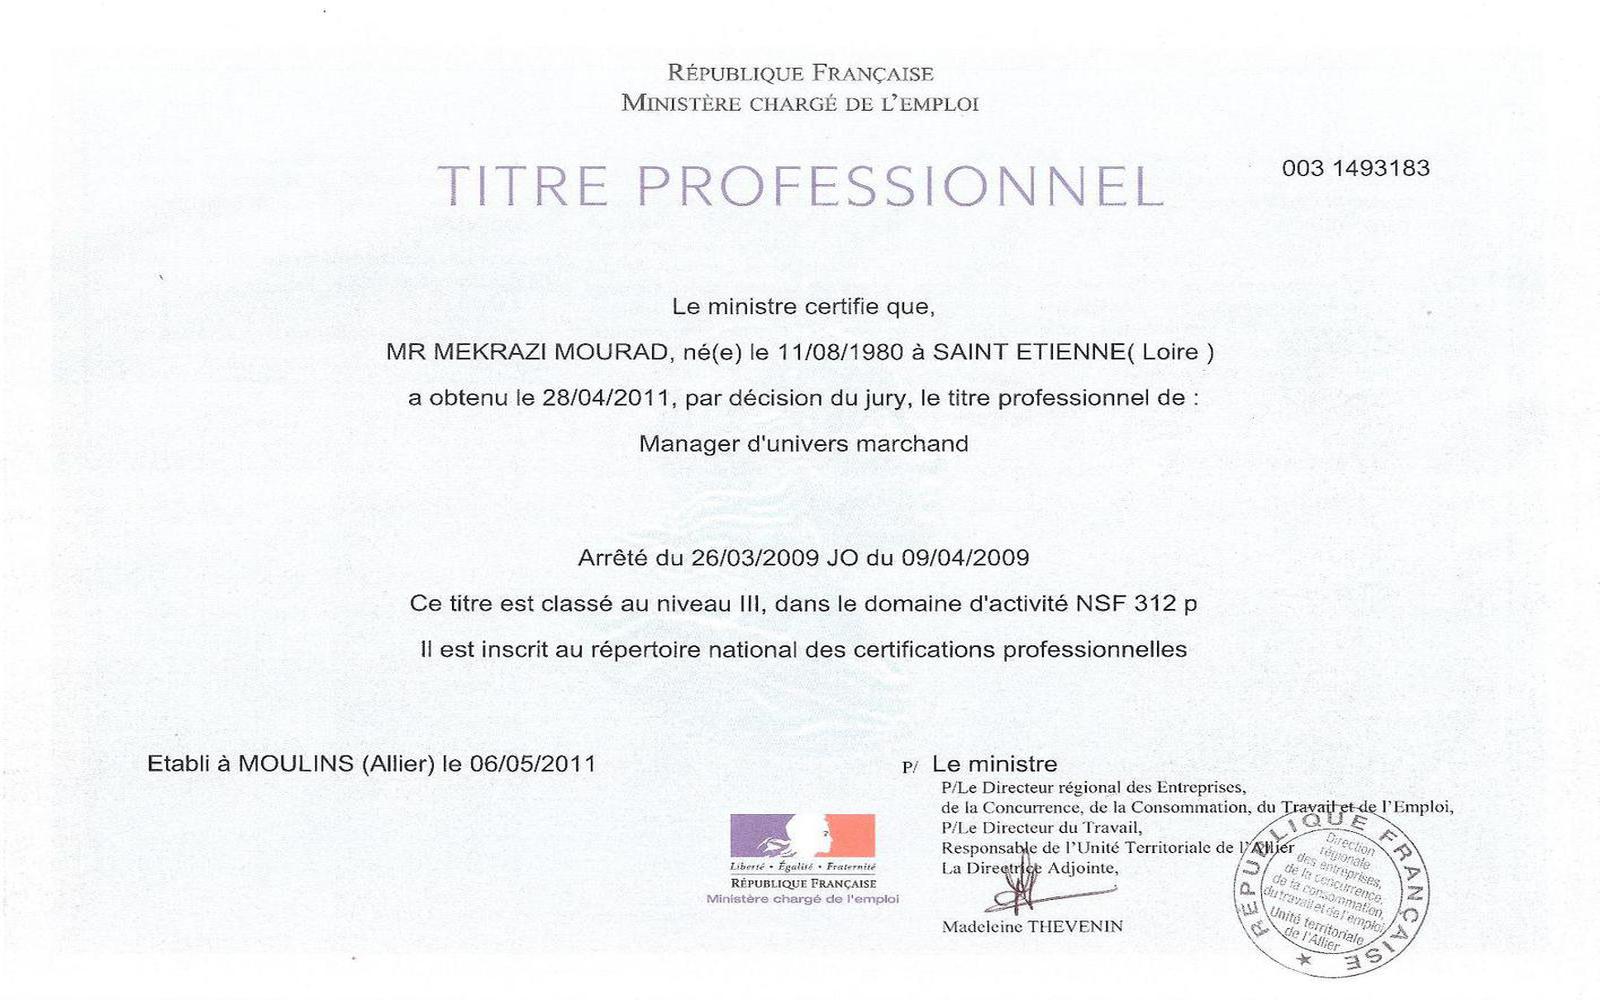 RÉPUBLIQUE FRANÇAISE
MINISTÈRE CHARGÉ DE L'EMPLOI
TITRE PROFESSIONNEL
003 1493183
Le ministre certifie que,
MR MEKRAZI MOURAD, né(e) le 11/08/1980 à SAINT ETIENNE( Loire )
a obtenu le 28/04/2011, par décision du jury, le titre professionnel de :
Manager d'univers marchand
Arrêté du 26/03/2009 JO du 09/04/2009
Ce titre est classé au niveau III, dans le domaine d'activité NSF 312 p
Il est inscrit au répertoire national des certifications professionnelles
Etabli à MOULINS (Allier) le 06/05/2011
P/ Le ministre
P/Le Directeur régional des Entreprises,
de la Concurrence, de la Consommation, du Travail et de l'Emploi,
P/Le Directeur du Travail,
Responsable de l'Unité Territoriale de l'Allier
La Directrice Adjointe,
Madeleine THEVENIN
Liberté • Égalité • Fraternité
RÉPUBLIQUE FRANÇAISE
Ministère chargé de l'emploi
RÉPUBLIQUE FRANÇAISE
Direction
régionale
des entreprises,
de la concurrence,
de la consommation,
du travail et de l'emploi
Unité territoriale
de l'Allier